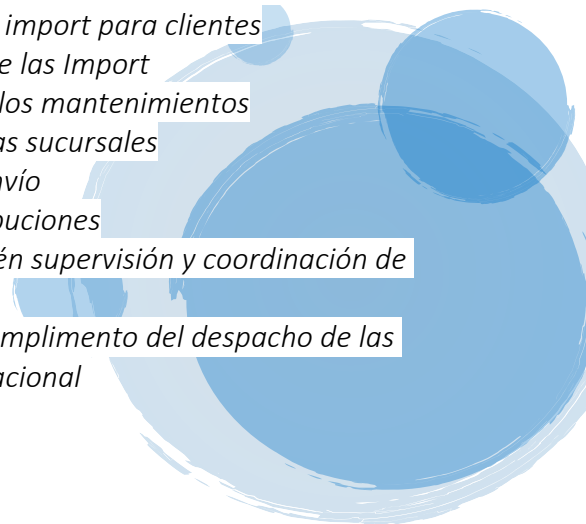 import para clientes
e las Import
los mantenimientos
as sucursales
nvío
buciones
én supervisión y coordinación de
mplimento del despacho de las
acional